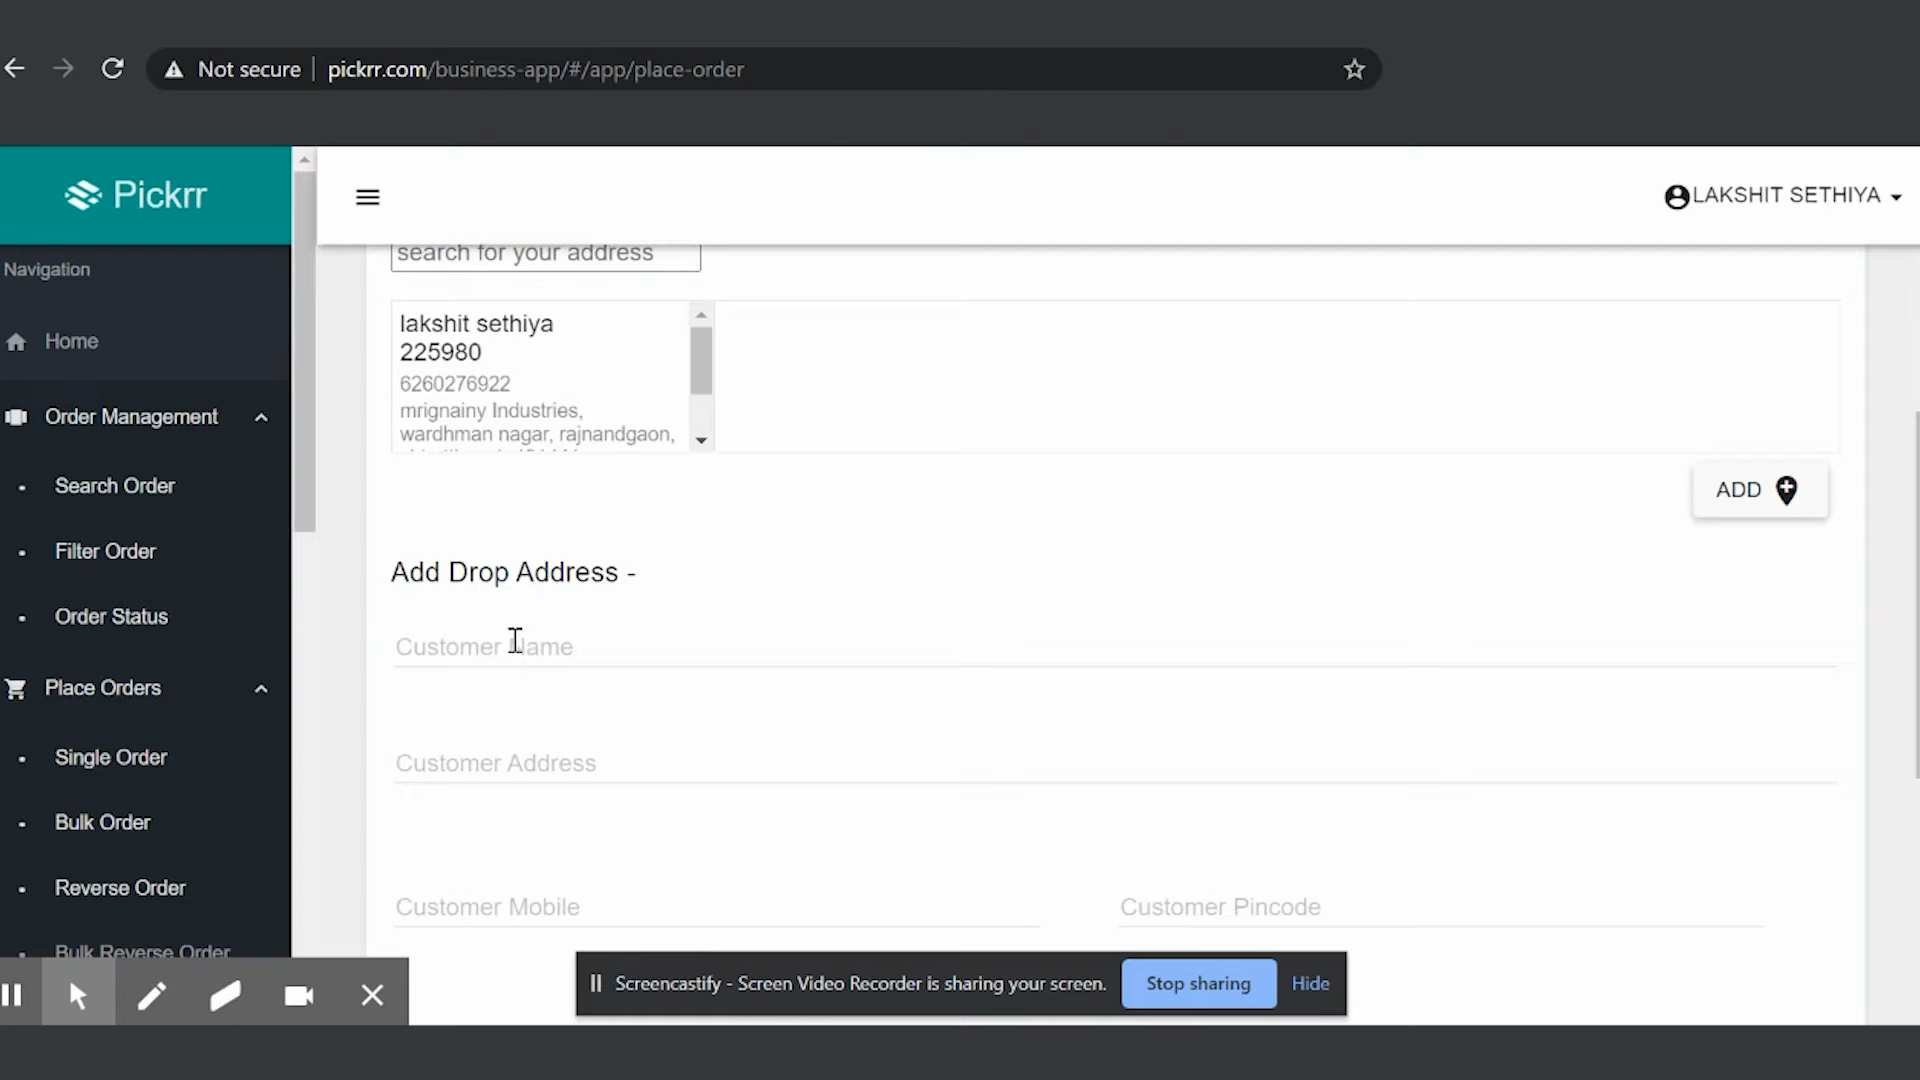 Not secure
pickrr.com/business-app/#/app/place-order
Pickrr
LAKSHIT SETHIYA
Navigation
Home
Order Management
Search Order
Filter Order
Order Status
Place Orders
Single Order
Bulk Order
Reverse Order
Bulk Reverse Order
search for your address
lakshit sethiya
225980
6260276922
mrignainy Industries,
wardhman nagar, rajnandgaon,
ADD
Add Drop Address -
Customer Name
Customer Address
Customer Mobile
Customer Pincode
Screencastify - Screen Video Recorder is sharing your screen.
Stop sharing
Hide